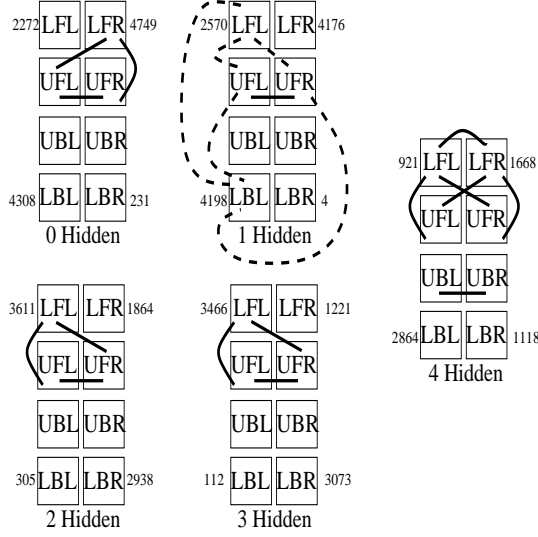 2272 LFL LFR 4749
UFL UFR
UBL UBR
4308 LBL LBR 231
0 Hidden
2570 LFL LFR 4176
UFL UFR
UBL UBR
4198 LBL LBR 4
1 Hidden
921 LFL LFR 1668
UFL UFR
UBL UBR
2864 LBL LBR 1118
4 Hidden
3611 LFL LFR 1864
UFL UFR
UBL UBR
305 LBL LBR 2938
2 Hidden
3466 LFL LFR 1221
UFL UFR
UBL UBR
112 LBL LBR 3073
3 Hidden